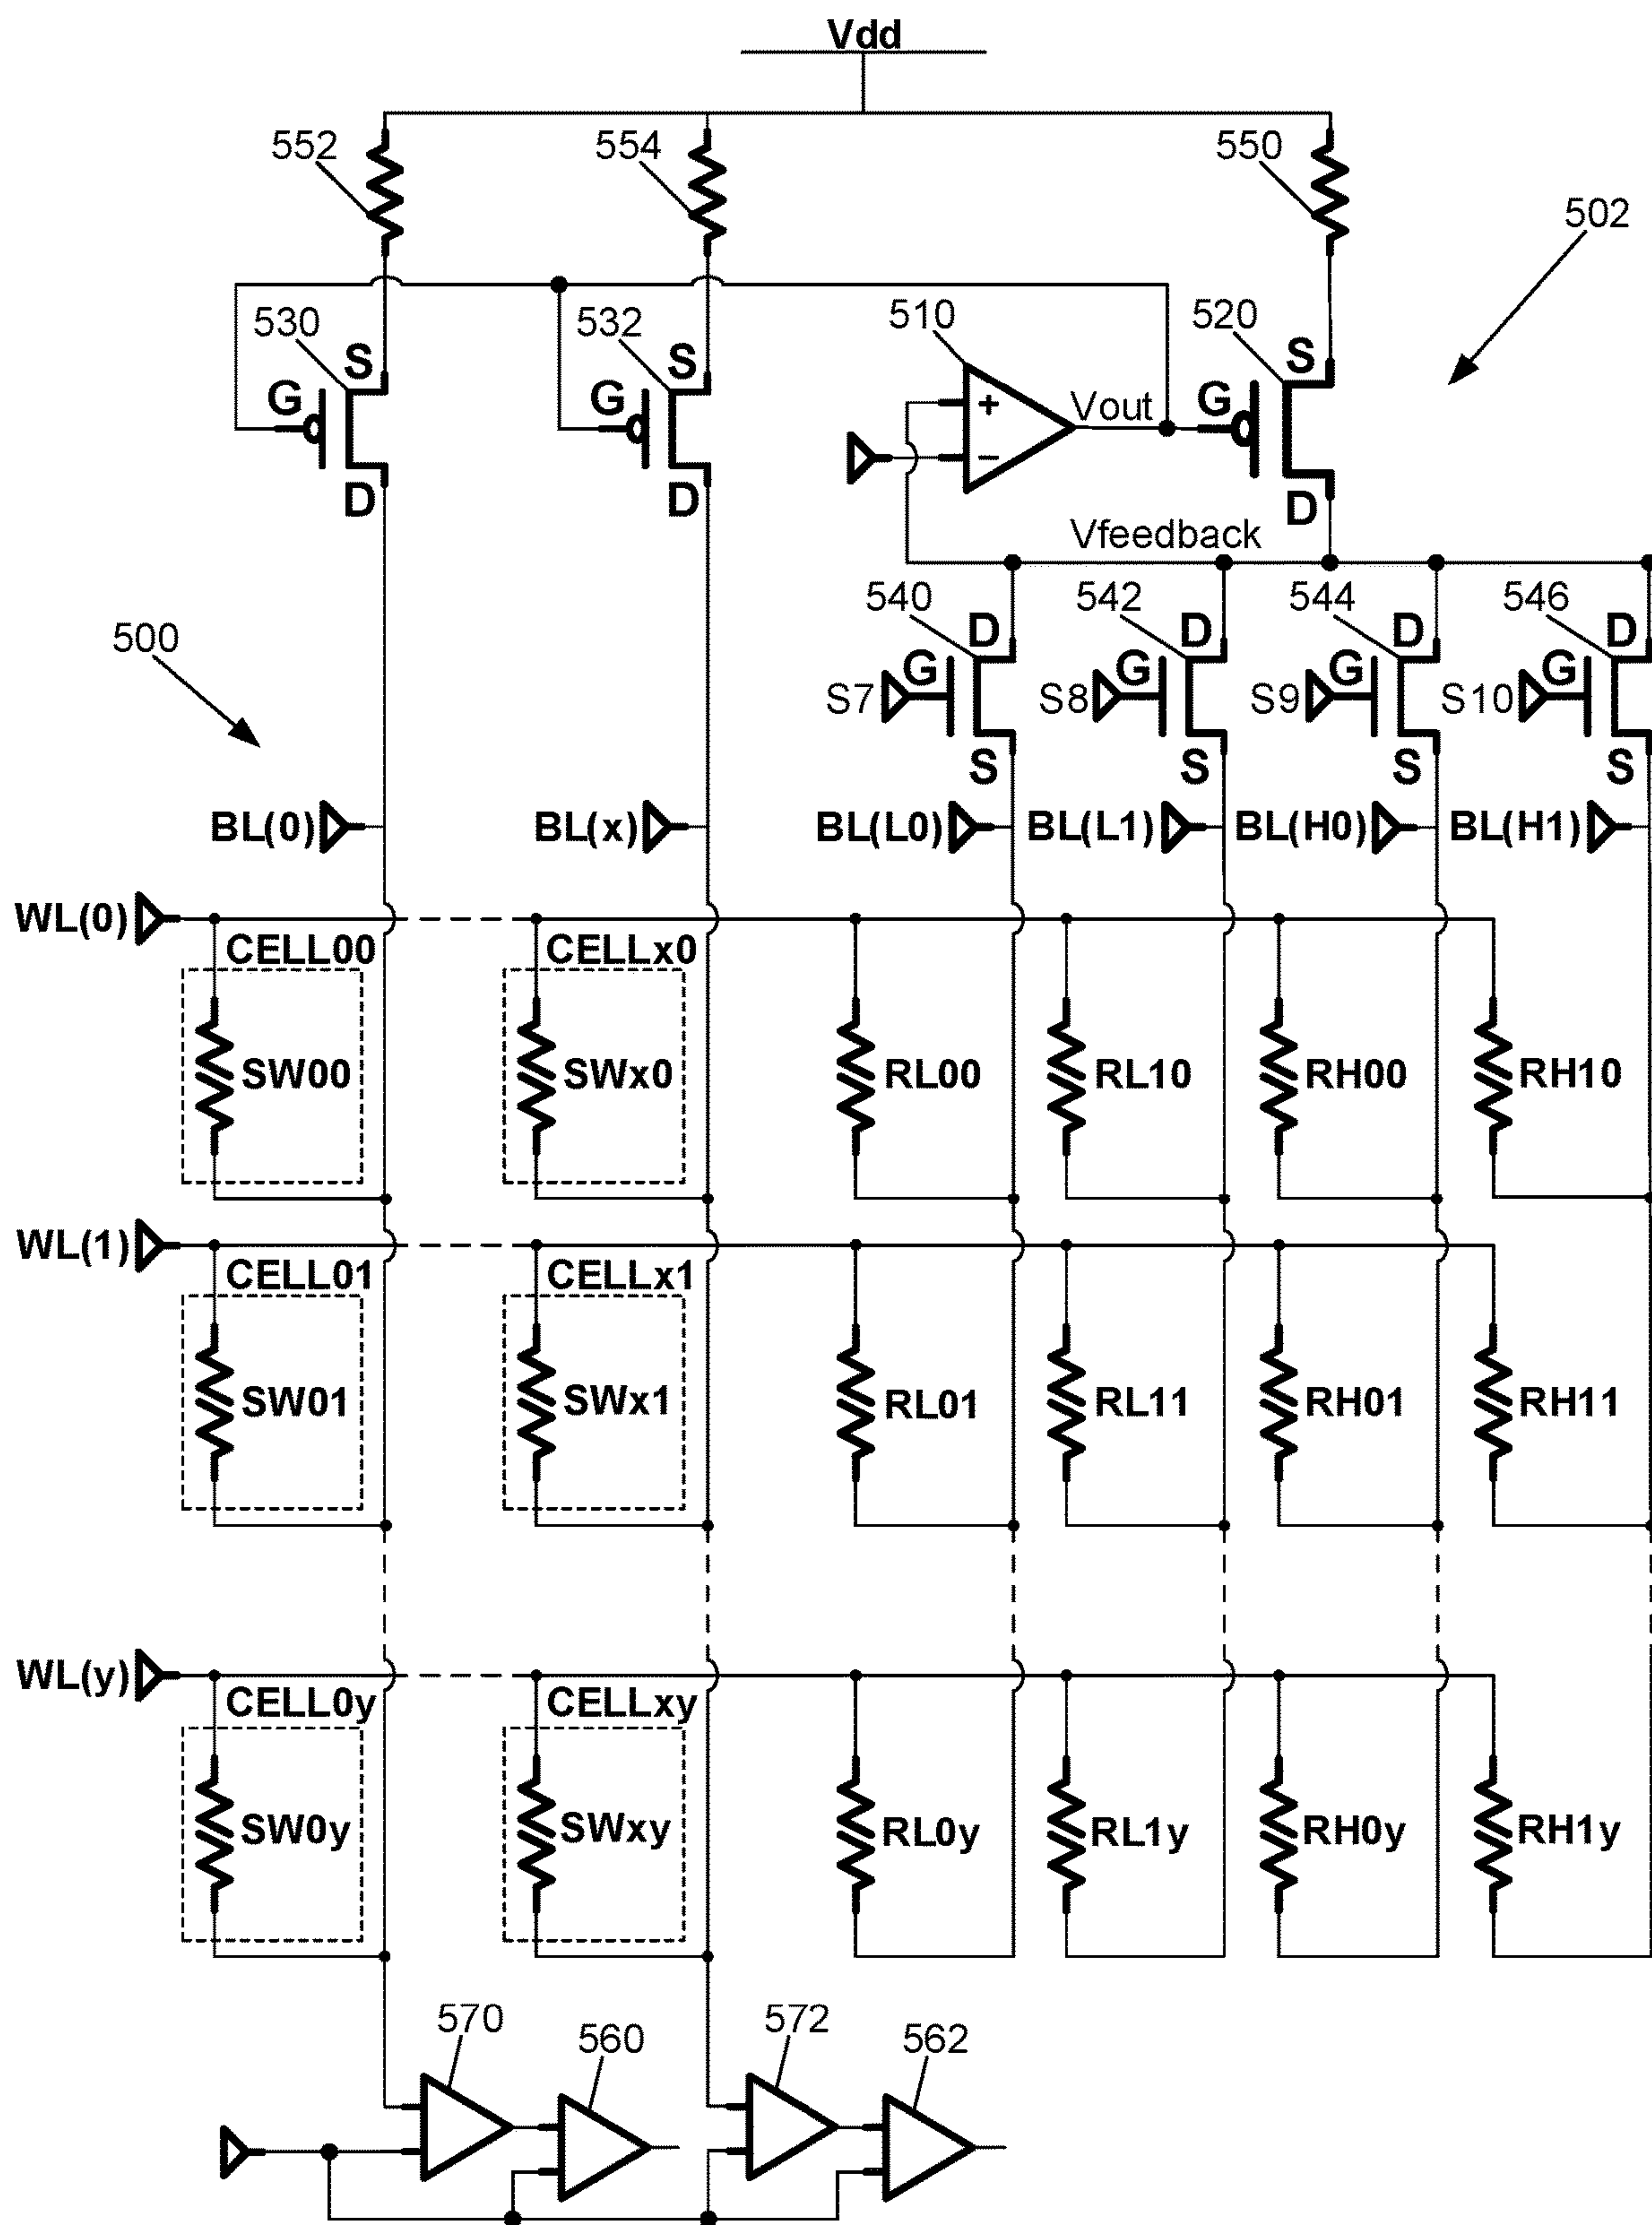 Vdd
552
554
550
502
530
S
G
D
532
S
G
D
510
+
−
Vout
520
S
G
D
Vfeedback
500
540
D
G
S7
S
542
D
G
S8
S
544
D
G
S9
S
546
D
G
S10
S
BL(0)
BL(x)
BL(L0)
BL(L1)
BL(H0)
BL(H1)
WL(0)
CELL00
CELLx0
SW00
SWx0
RL00
RL10
RH00
RH10
WL(1)
CELL01
CELLx1
SW01
SWx1
RL01
RL11
RH01
RH11
WL(y)
CELL0y
CELLxy
SW0y
SWxy
RL0y
RL1y
RH0y
RH1y
570
560
572
562